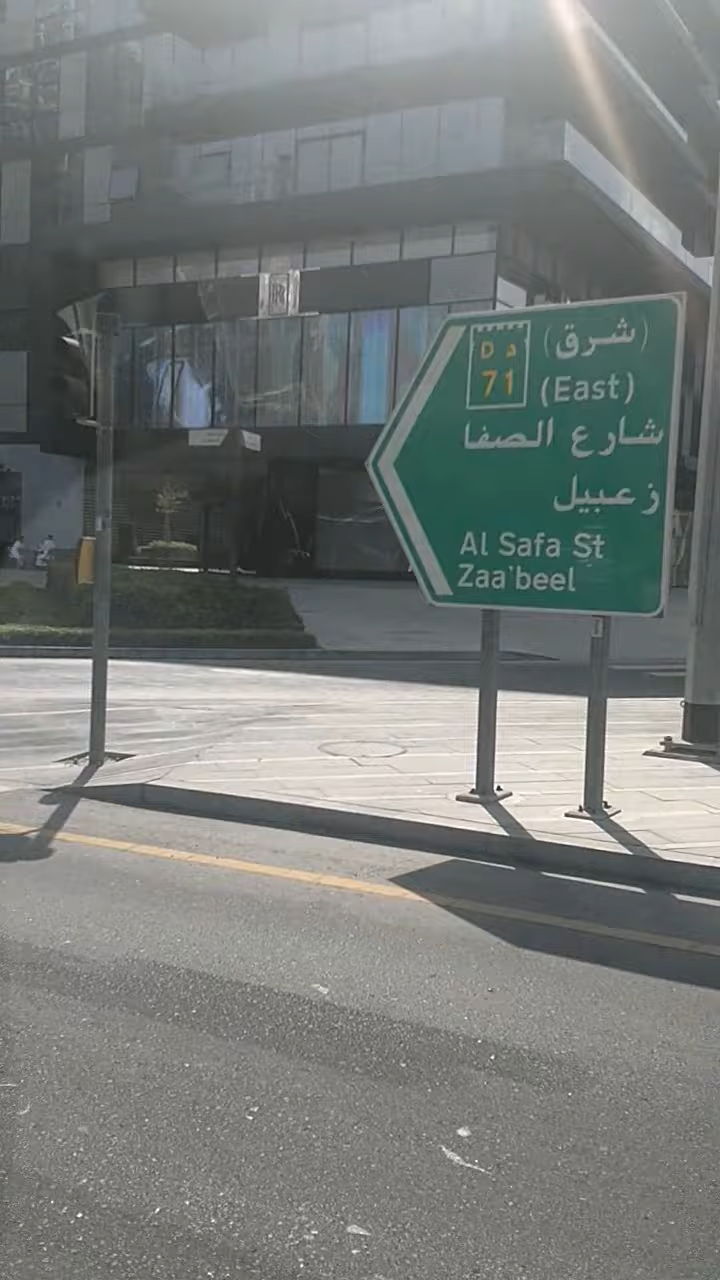 D د
71
(شرق)
(East)
شارع الصفا
زعبيل
Al Safa St
Zaa'beel